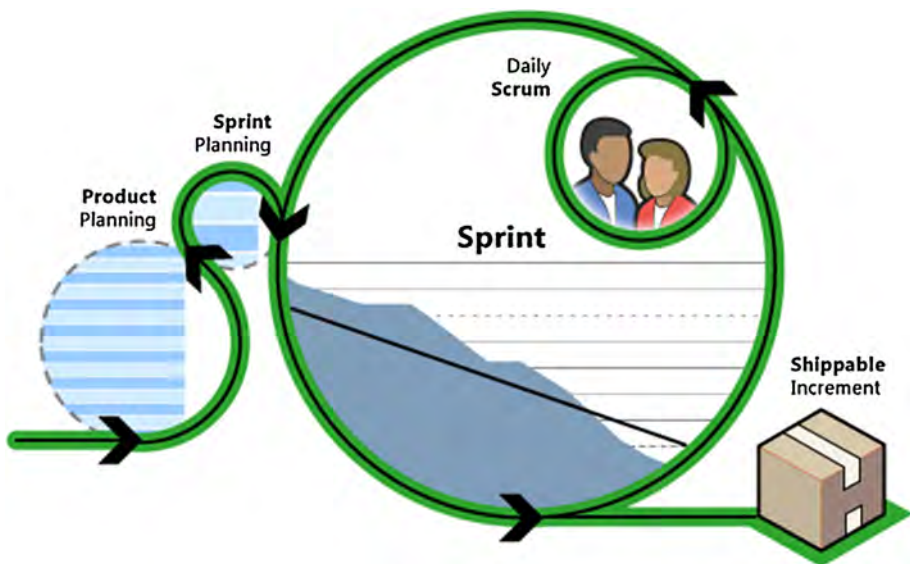 Daily
Scrum
Sprint
Planning
Product
Planning
Sprint
Shippable
Increment